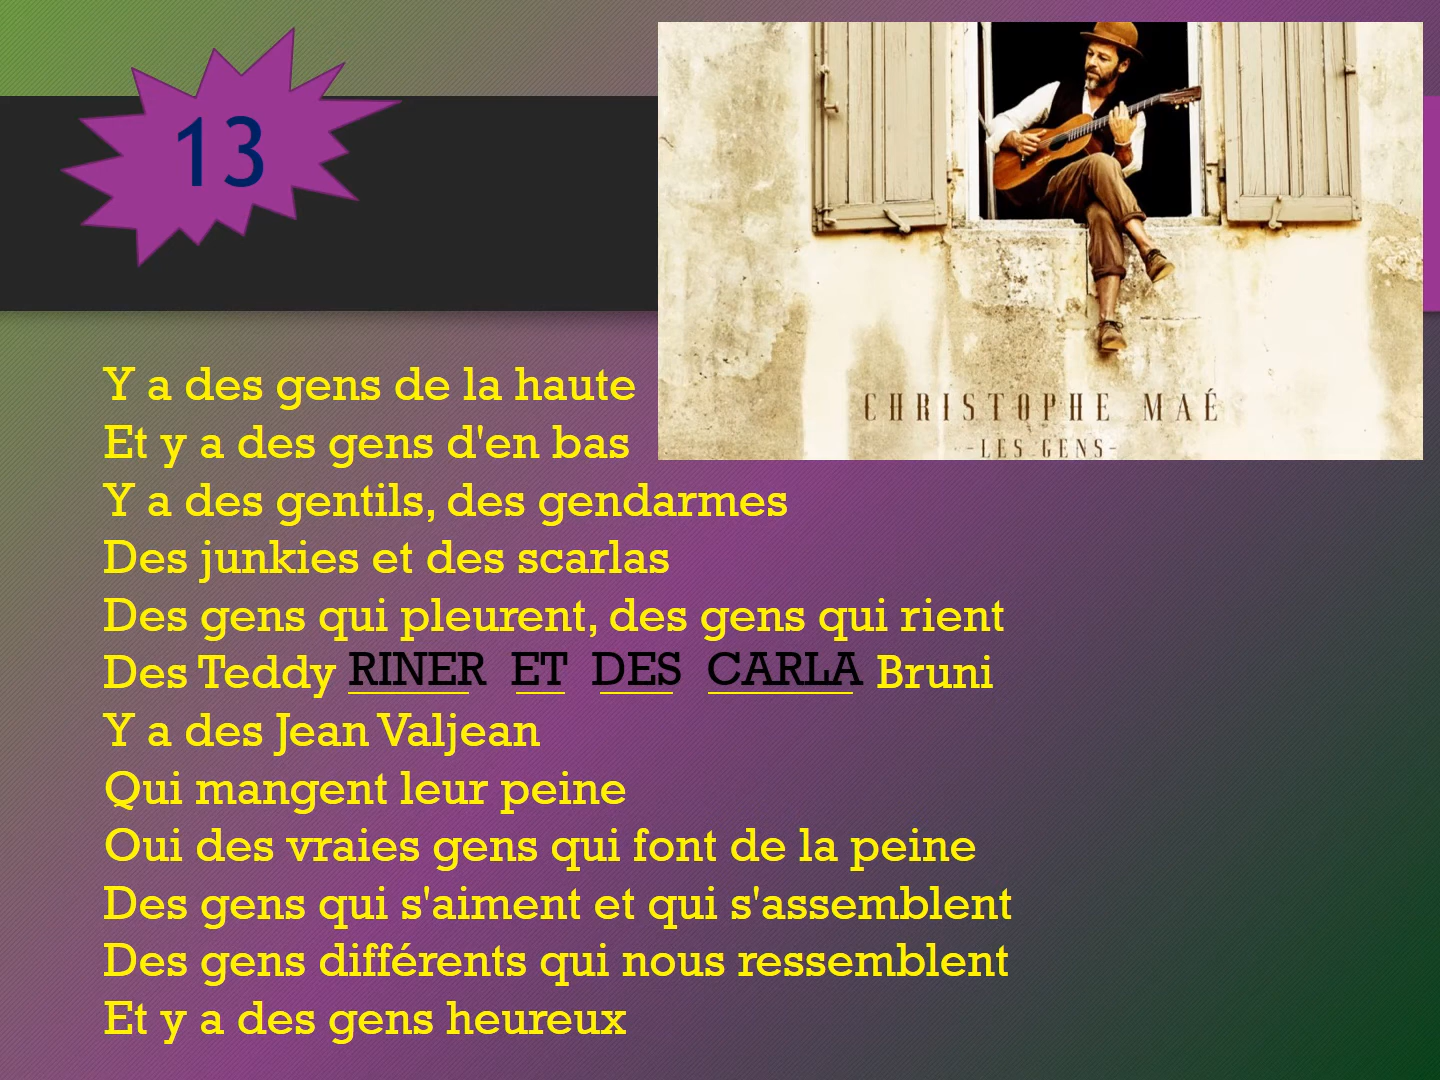 13
CHRISTOPHE MAÉ
-LES GENS-
Y a des gens de la haute
Et y a des gens d'en bas
Y a des gentils, des gendarmes
Des junkies et des scarlas
Des gens qui pleurent, des gens qui rient
Des Teddy RINER ET DES CARLA Bruni
Y a des Jean Valjean
Qui mangent leur peine
Oui des vraies gens qui font de la peine
Des gens qui s'aiment et qui s'assemblent
Des gens différents qui nous ressemblent
Et y a des gens heureux